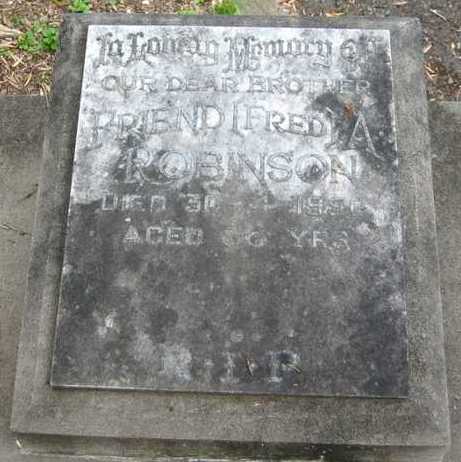 In Loving Memory Of
OUR DEAR BROTHER
FRIEND (FRED) A
ROBINSON
DIED
AGED YRS
R·I·P